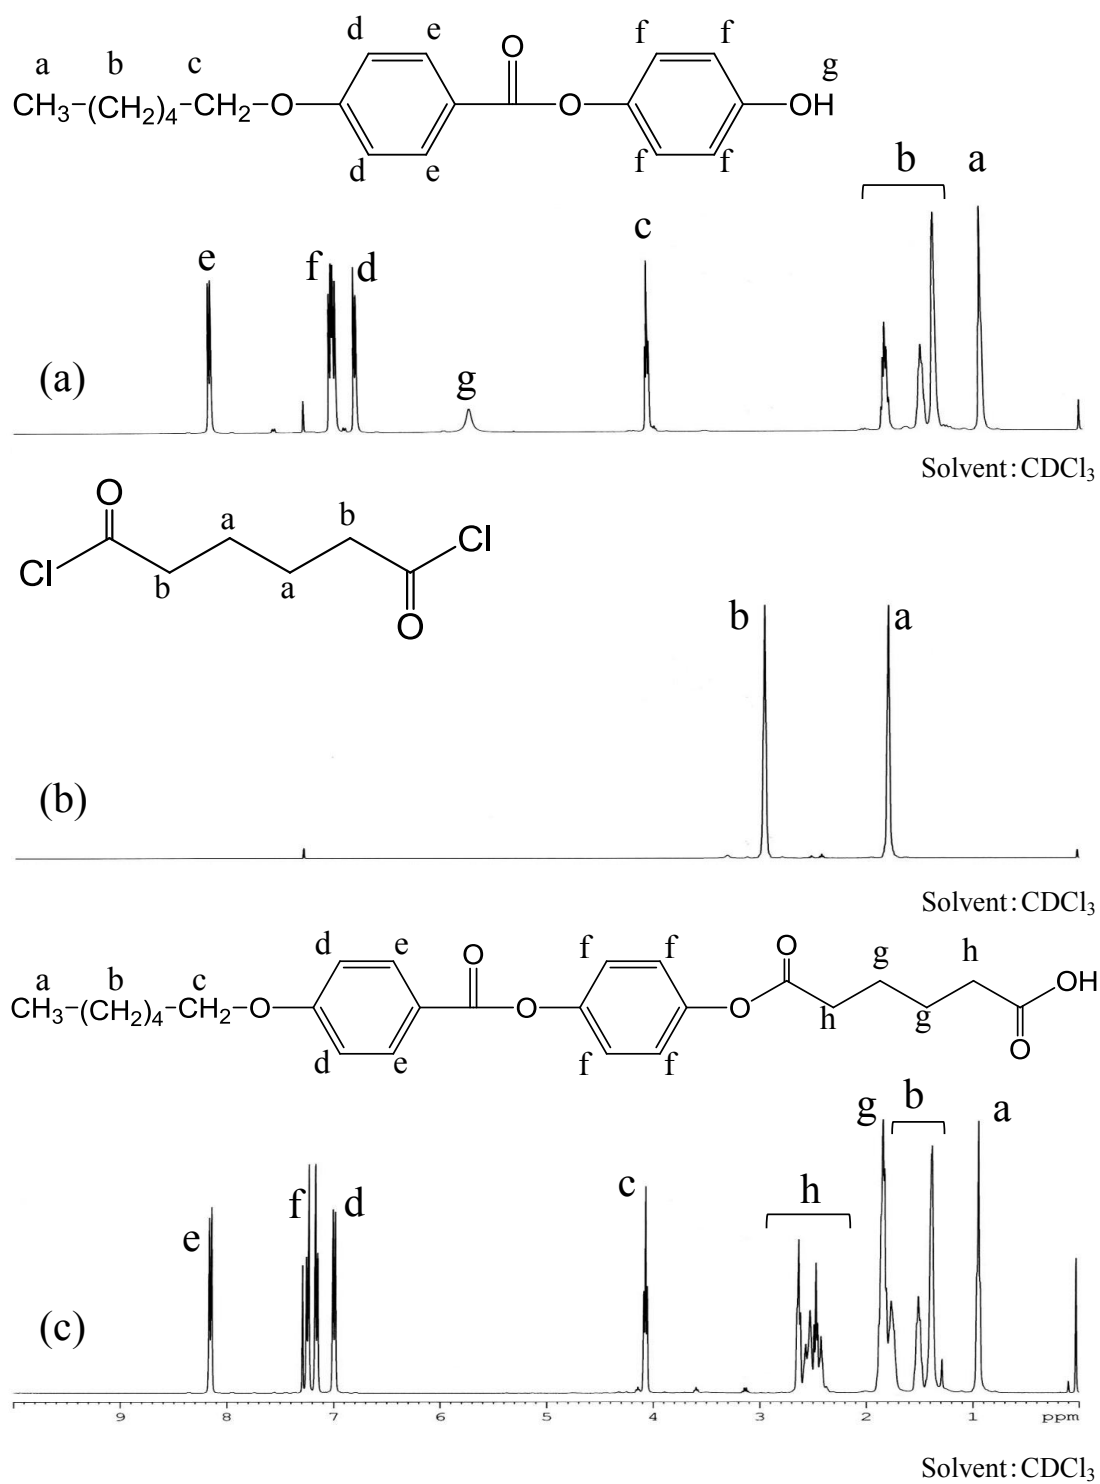 d e O f f
a b c g
CH3-(CH2)4-CH2-O O OH
d e f f
b a
c
e f d
(a) g
Solvent:CDCl3
O
a b Cl
Cl b a
O
b a
(b)
Solvent:CDCl3
d e O f f O g h
a b c OH
CH3-(CH2)4-CH2-O O O h g
d e f f O
g b a
c h
e f d
(c)
9 8 7 6 5 4 3 2 1 ppm
Solvent:CDCl3